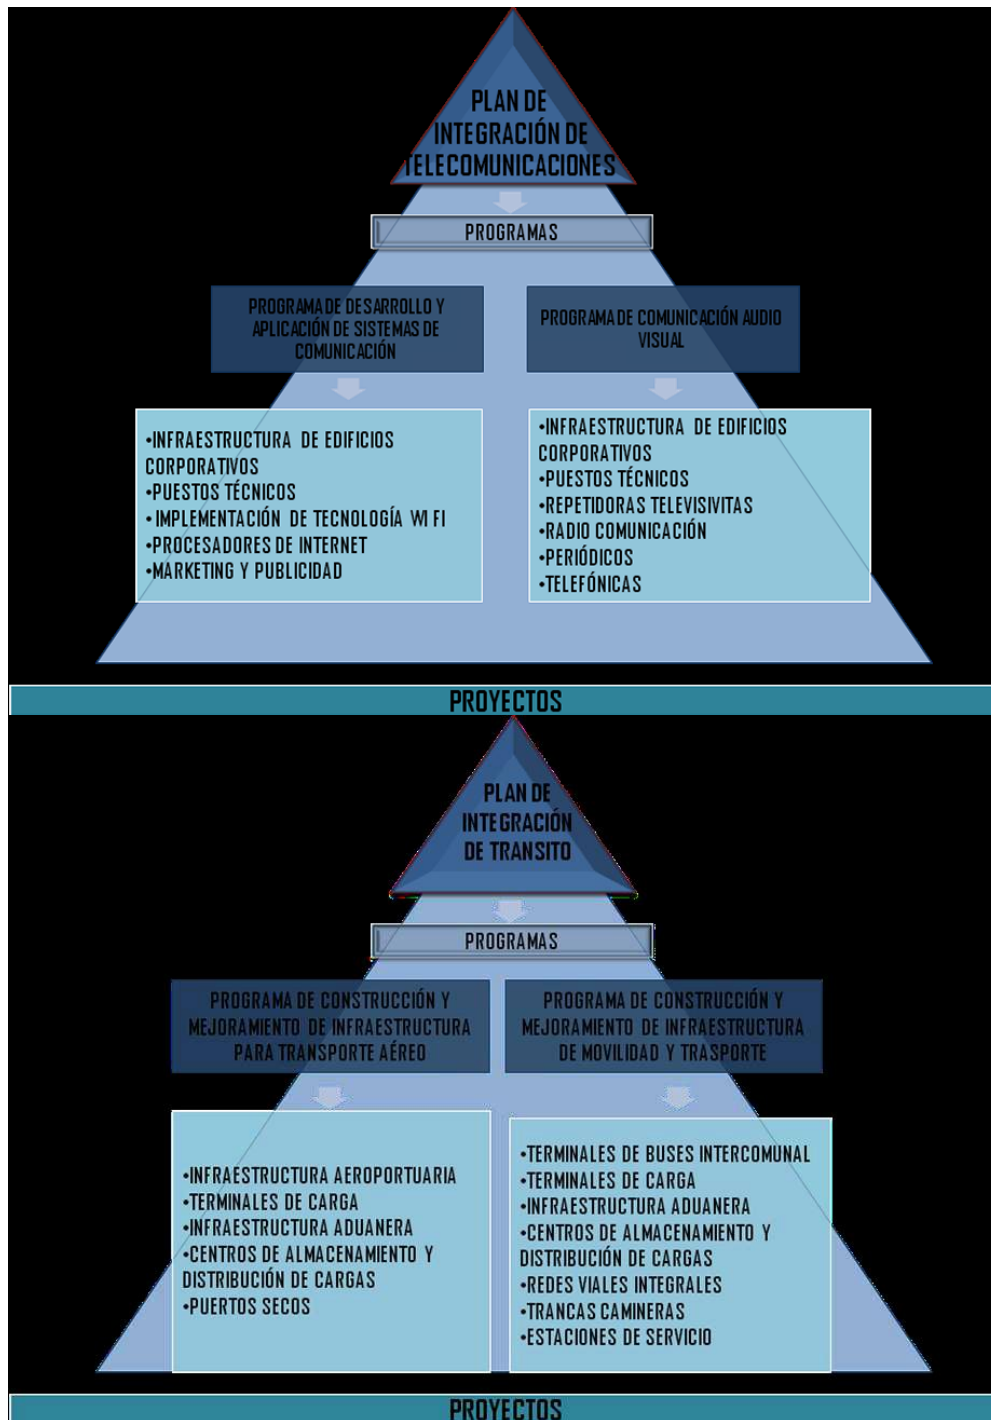 PLAN DE
INTEGRACIÓN DE
TELECOMUNICACIONES
PROGRAMAS
PROGRAMA DE DESARROLLO Y
APLICACIÓN DE SISTEMAS DE
COMUNICACIÓN
PROGRAMA DE COMUNICACIÓN AUDIO
VISUAL
•INFRAESTRUCTURA DE EDIFICIOS
CORPORATIVOS
•PUESTOS TÉCNICOS
•IMPLEMENTACIÓN DE TECNOLOGÍA WI FI
•PROCESADORES DE INTERNET
•MARKETING Y PUBLICIDAD
•INFRAESTRUCTURA DE EDIFICIOS
CORPORATIVOS
•PUESTOS TÉCNICOS
•REPETIDORAS TELEVISIVITAS
•RADIO COMUNICACIÓN
•PERIÓDICOS
•TELEFÓNICAS
PROYECTOS
PLAN DE
INTEGRACIÓN
DE TRANSITO
PROGRAMAS
PROGRAMA DE CONSTRUCCIÓN Y
MEJORAMIENTO DE INFRAESTRUCTURA
PARA TRANSPORTE AÉREO
PROGRAMA DE CONSTRUCCIÓN Y
MEJORAMIENTO DE INFRAESTRUCTURA
DE MOVILIDAD Y TRASPORTE
•INFRAESTRUCTURA AEROPORTUARIA
•TERMINALES DE CARGA
•INFRAESTRUCTURA ADUANERA
•CENTROS DE ALMACENAMIENTO Y
DISTRIBUCIÓN DE CARGAS
•PUERTOS SECOS
•TERMINALES DE BUSES INTERCOMUNAL
•TERMINALES DE CARGA
•INFRAESTRUCTURA ADUANERA
•CENTROS DE ALMACENAMIENTO Y
DISTRIBUCIÓN DE CARGAS
•REDES VIALES INTEGRALES
•TRANCAS CAMINERAS
•ESTACIONES DE SERVICIO
PROYECTOS